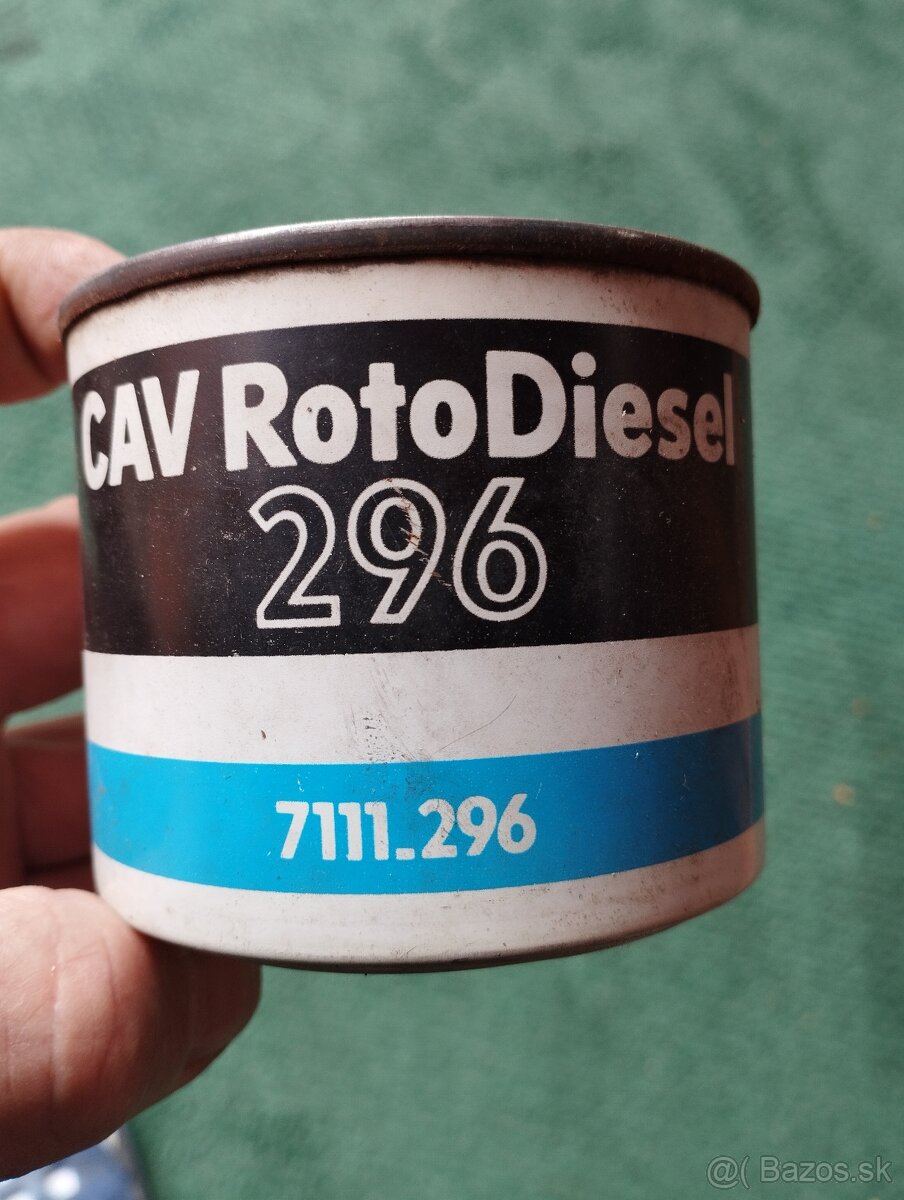 CAV RotoDiesel
296
7111.296
@( Bazos.sk